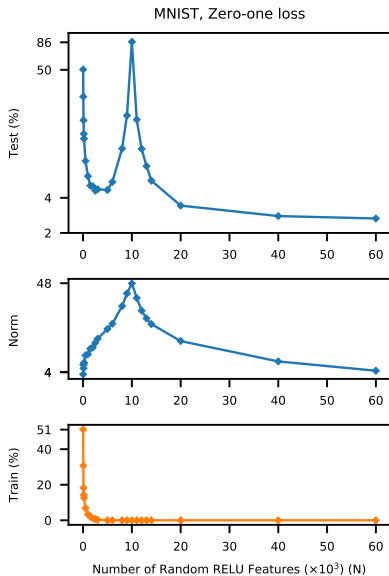 MNIST, Zero-one loss
86
50
4
2
Test (%)
0 10 20 30 40 50 60
48
4
Norm
0 10 20 30 40 50 60
51
40
20
0
Train (%)
0 10 20 30 40 50 60
Number of Random RELU Features (×10³) (N)